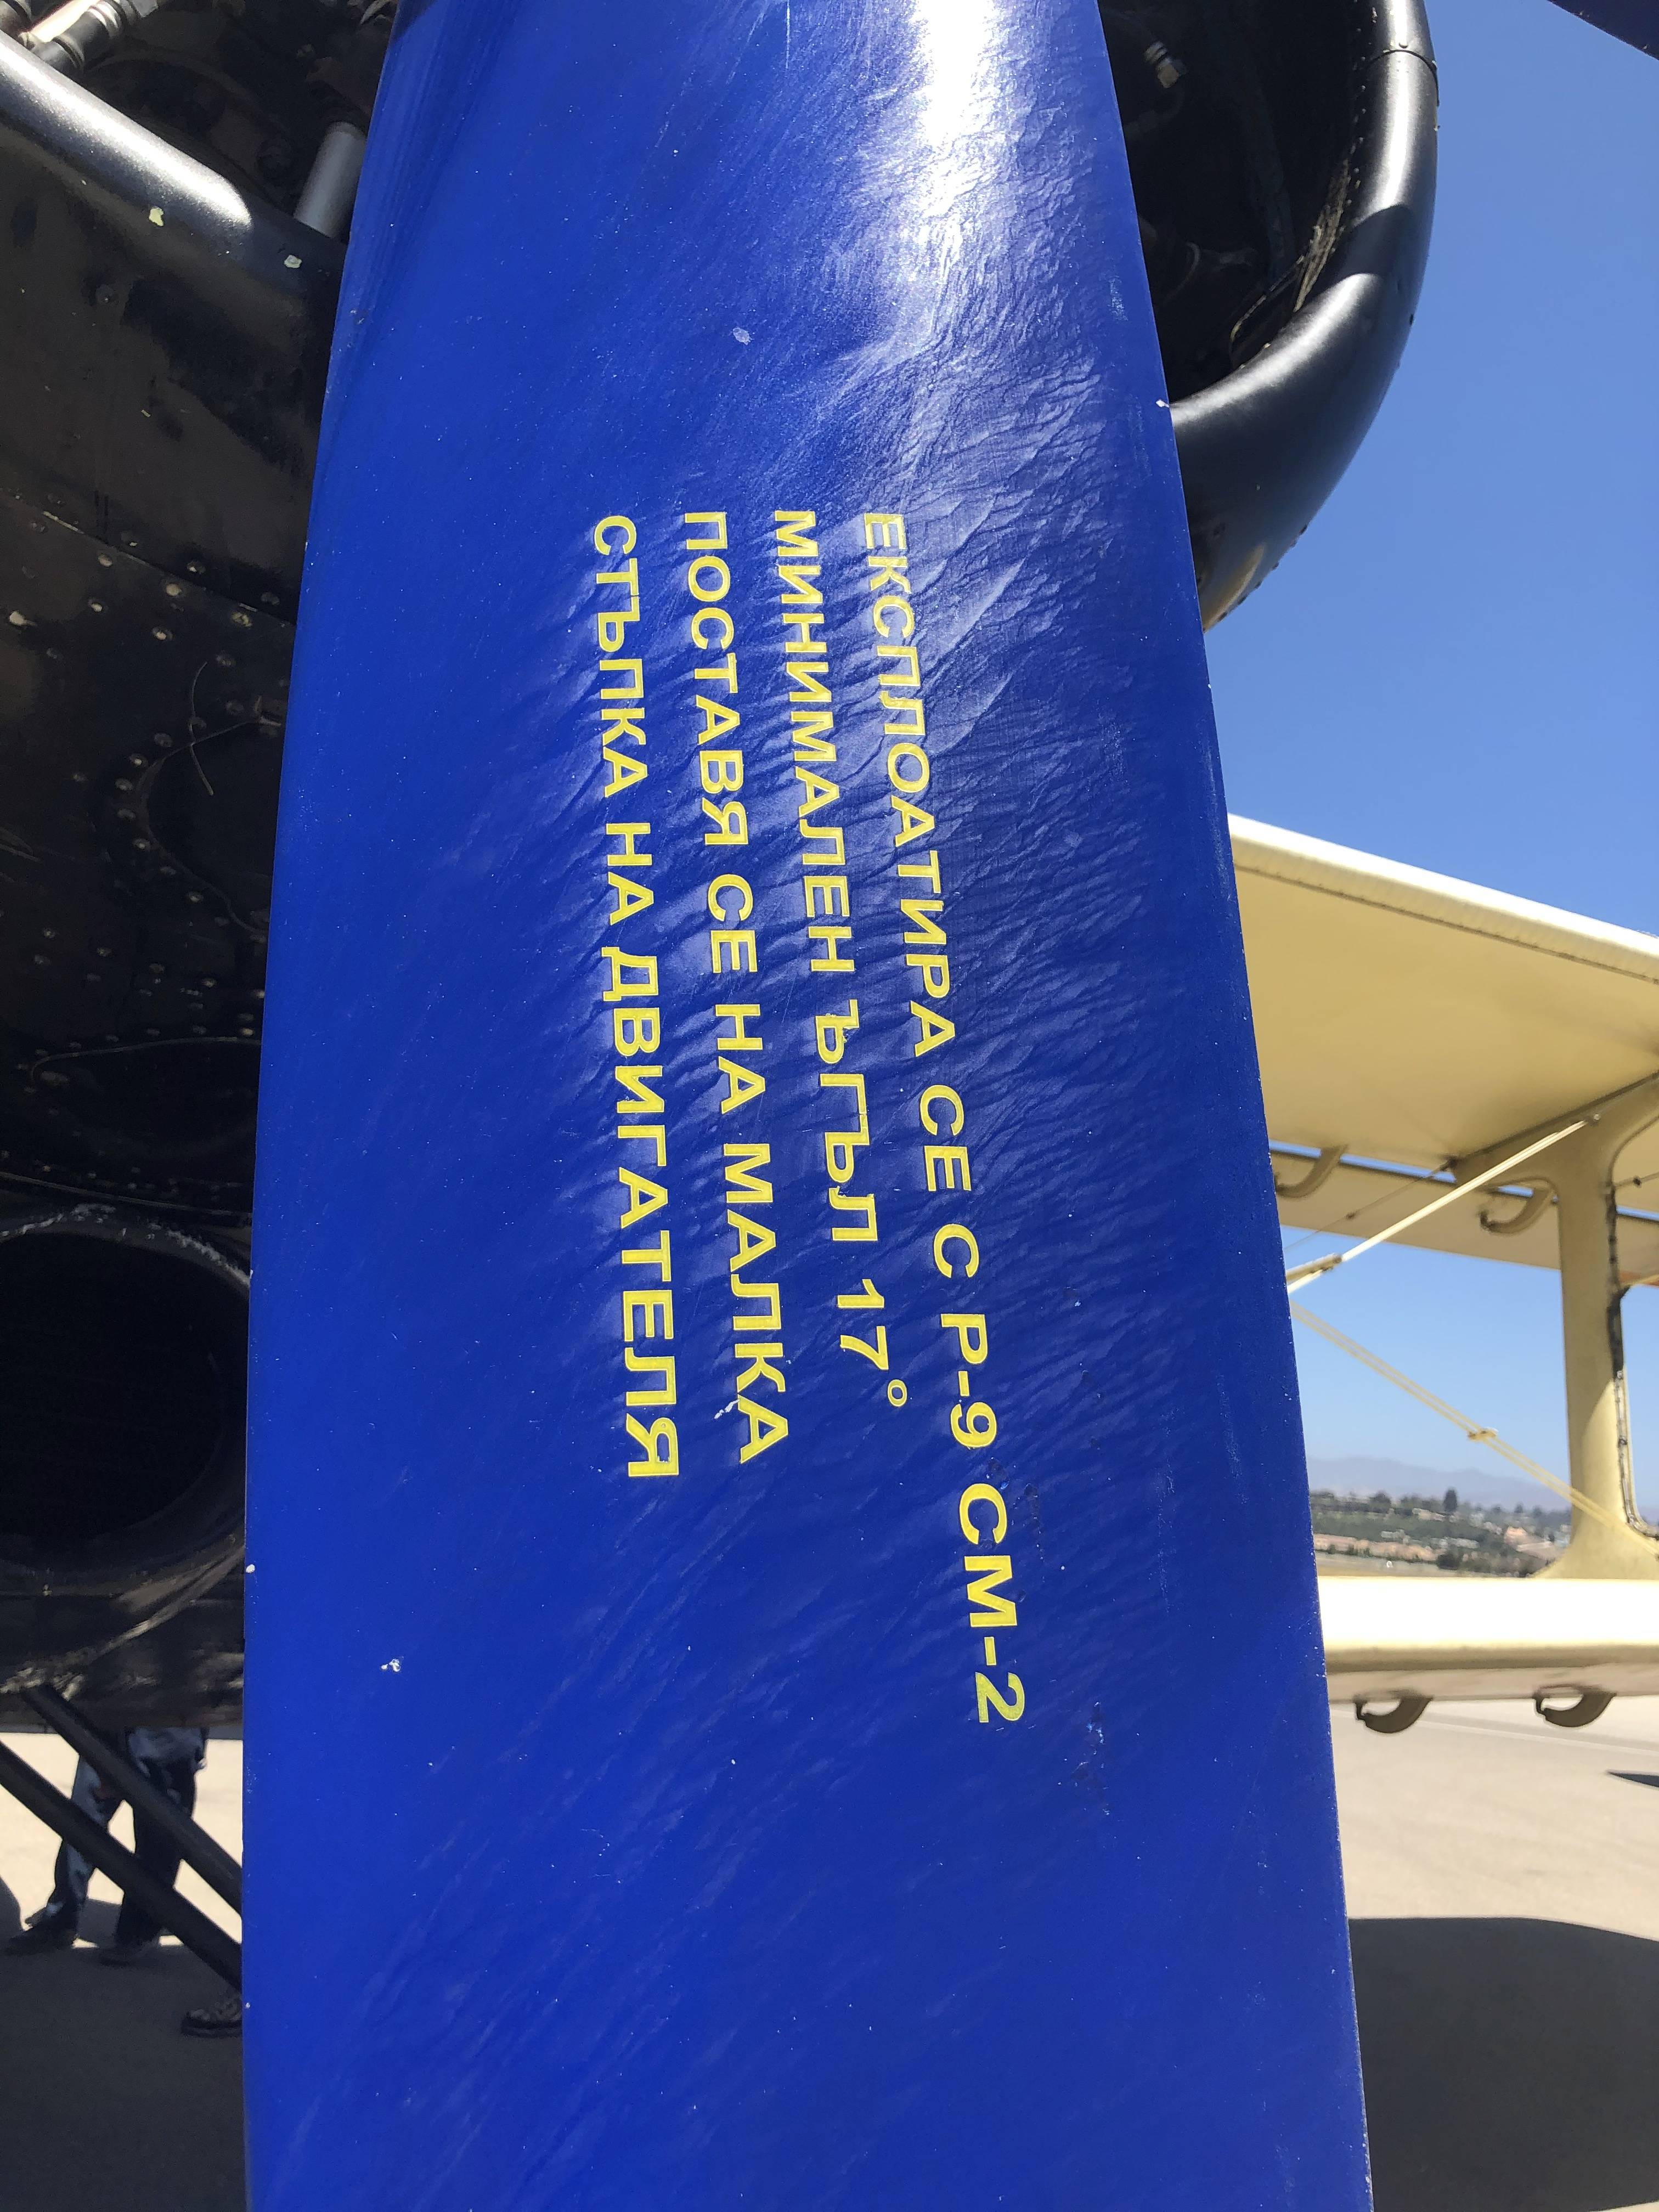 ЕКСПЛОАТИРА СЕ С Р-9 СМ-2
МИНИМАЛЕН ЪГЪЛ 17°
ПОСТАВЯ СЕ НА МАЛКА
СТЪПКА НА ДВИГАТЕЛЯ